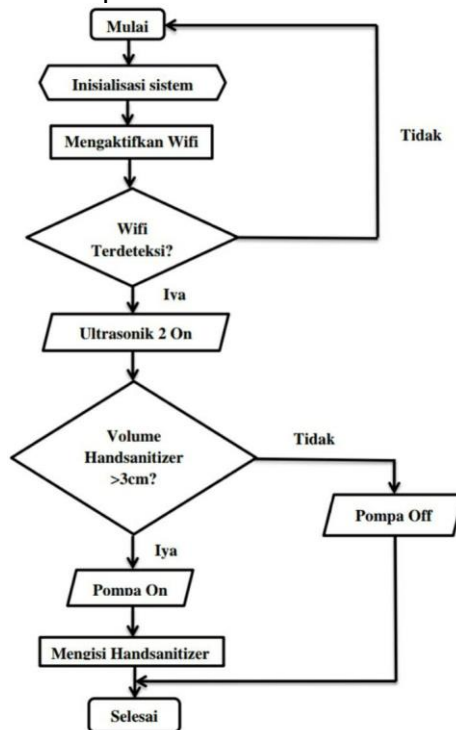 Mulai
Inisialisasi sistem
Mengaktifkan Wifi
Tidak
Wifi
Terdeteksi?
Iya
Ultrasonik 2 On
Volume
Handsanitizer
>3cm?
Tidak
Pompa Off
Iya
Pompa On
Mengisi Handsanitizer
Selesai